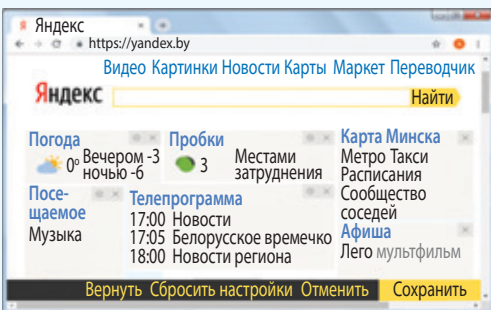 Яндекс
https://yandex.by
Видео Картинки Новости Карты Маркет Переводчик
Яндекс
Найти
Погода
0° Вечером -3
ночью -6
Пробки
3 Местами
затруднения
Карта Минска
Метро Такси
Расписания
Сообщество
соседей
Посе-
щаемое
Музыка
Телепрограмма
17:00 Новости
17:05 Белорусское времечко
18:00 Новости региона
Афиша
Лего мультфильм
Вернуть Сбросить настройки Отменить Сохранить